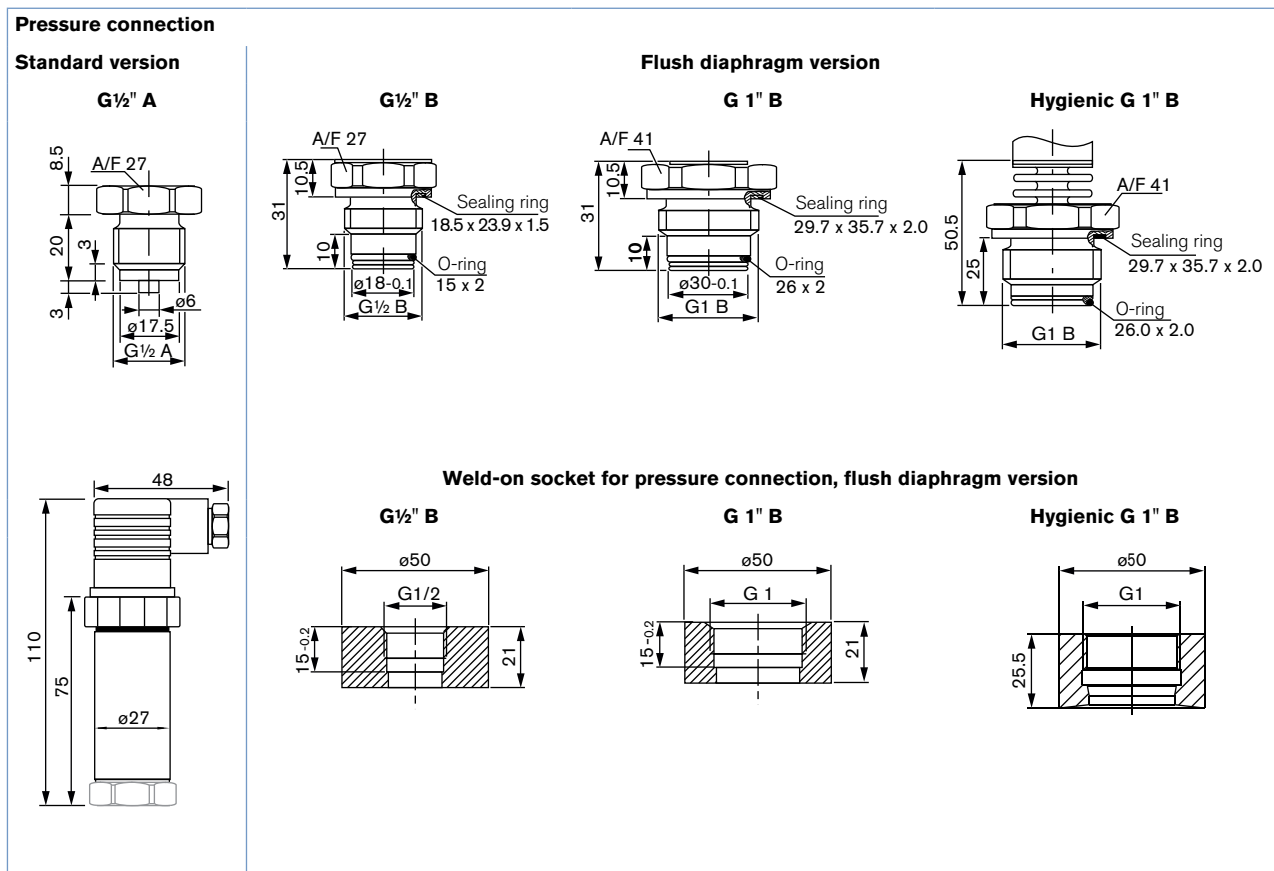 Pressure connection
Standard version
Flush diaphragm version
G½" A
G½" B
G 1" B
Hygienic G 1" B
8.5
A/F 27
20
3
3
ø6
ø17.5
G½ A
A/F 27
10.5
31
10
Sealing ring
18.5 x 23.9 x 1.5
O-ring
15 x 2
ø18-0.1
G½ B
A/F 41
10.5
31
10
Sealing ring
29.7 x 35.7 x 2.0
O-ring
26 x 2
ø30-0.1
G1 B
A/F 41
50.5
25
Sealing ring
29.7 x 35.7 x 2.0
O-ring
26.0 x 2.0
G1 B
48
110
75
ø27
Weld-on socket for pressure connection, flush diaphragm version
G½" B
G 1" B
Hygienic G 1" B
ø50
G1/2
15-0.2
21
ø50
G 1
15-0.2
21
ø50
G1
25.5